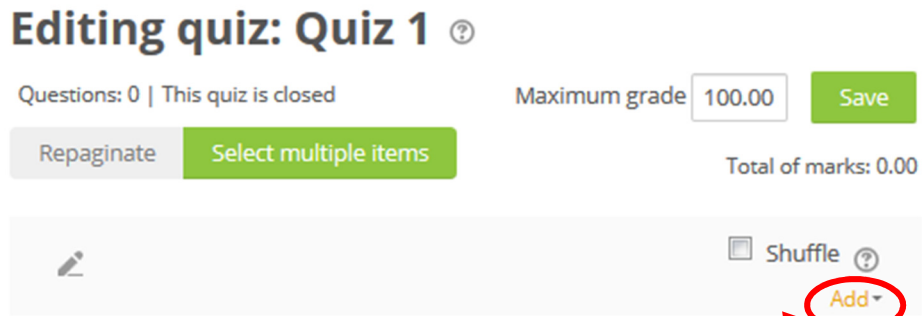 Editing quiz: Quiz 1 ?
Questions: 0 | This quiz is closed
Maximum grade 100.00 Save
Repaginate Select multiple items
Total of marks: 0.00
Shuffle ?
Add